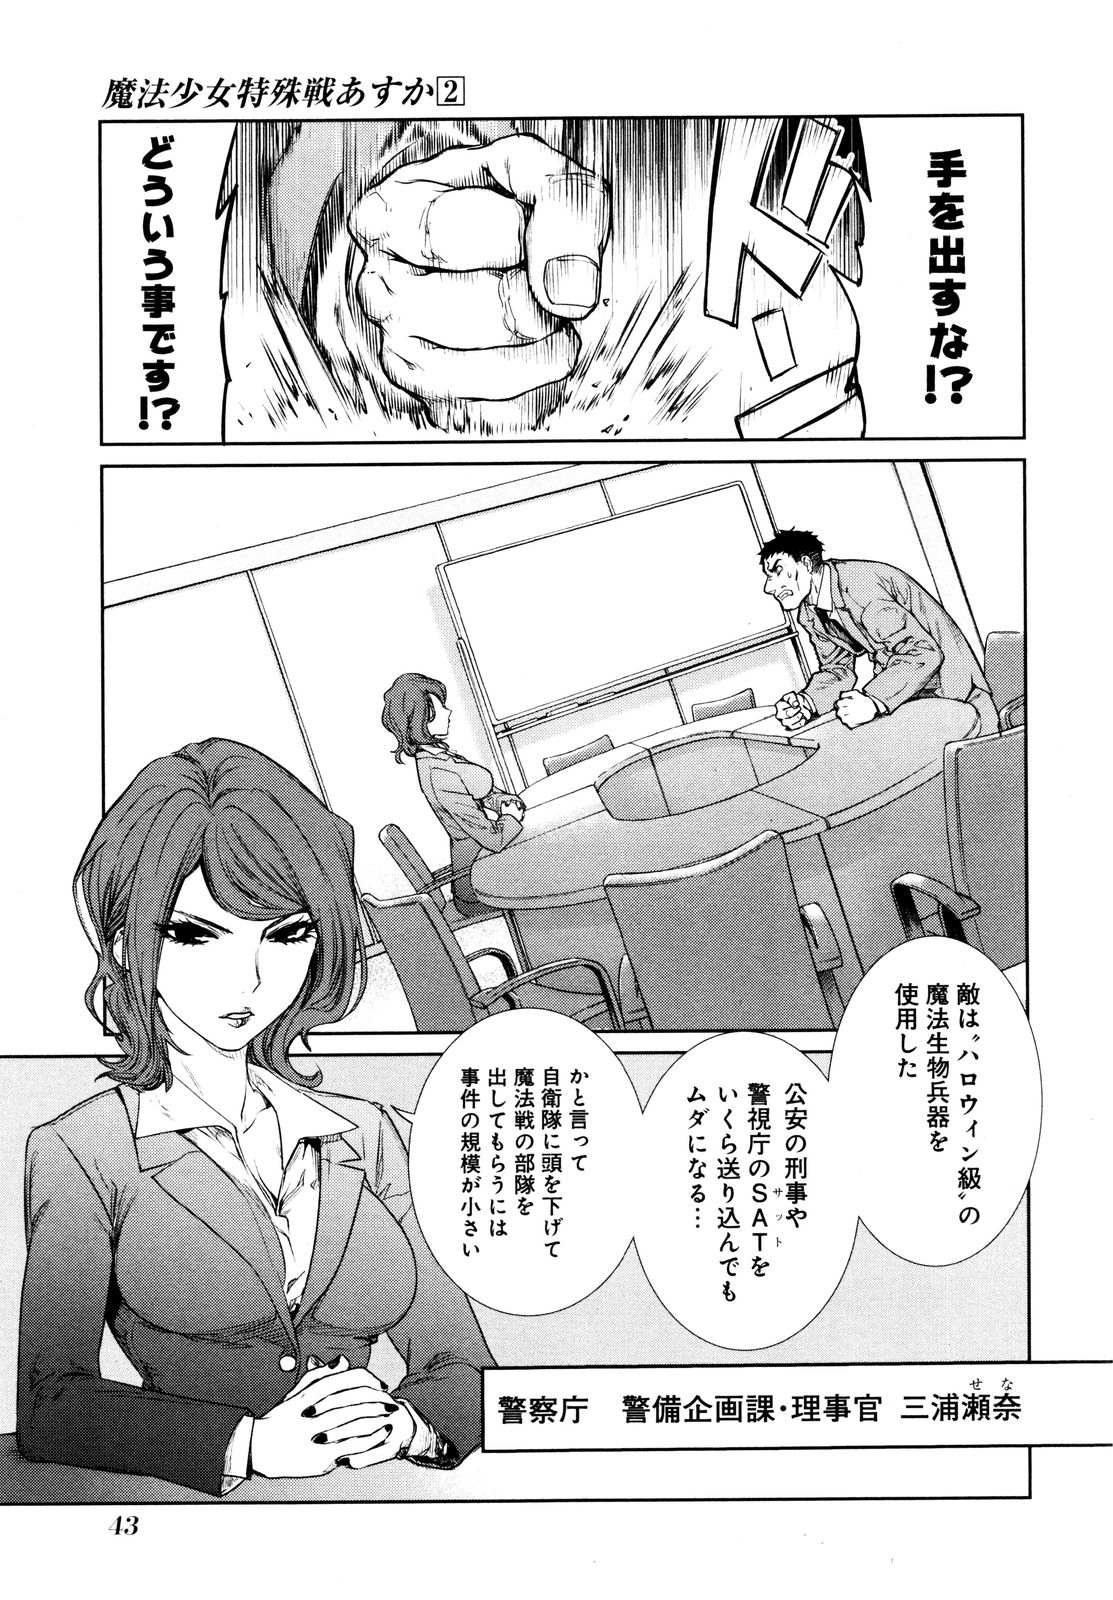 魔法少女特殊戦あすか2
手を出すな!?
どういう事です!?
敵は〝ハロウィン級〟の
魔法生物兵器を
使用した
公安の刑事や
警視庁のSATを
サット
いくら送り込んでも
ムダになる…
かと言って
自衛隊に頭を下げて
魔法戦の部隊を
出してもらうには
事件の規模が小さい
せな
警察庁　警備企画課・理事官 三浦瀬奈
43